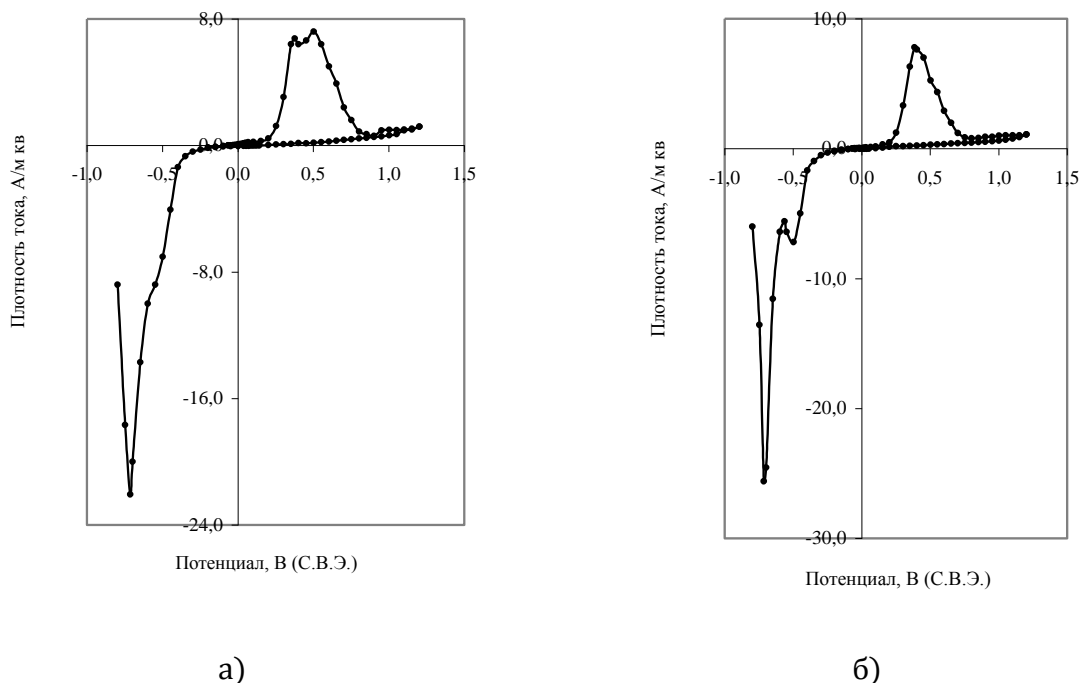 8,0
0,0
-8,0
-16,0
-24,0
-1,0 -0,5 0,0 0,5 1,0 1,5
Плотность тока, А/м кв
Потенциал, В (С.В.Э.)
а)
10,0
0,0
-10,0
-20,0
-30,0
-1,0 -0,5 0,0 0,5 1,0 1,5
Плотность тока, А/м кв
Потенциал, В (С.В.Э.)
б)